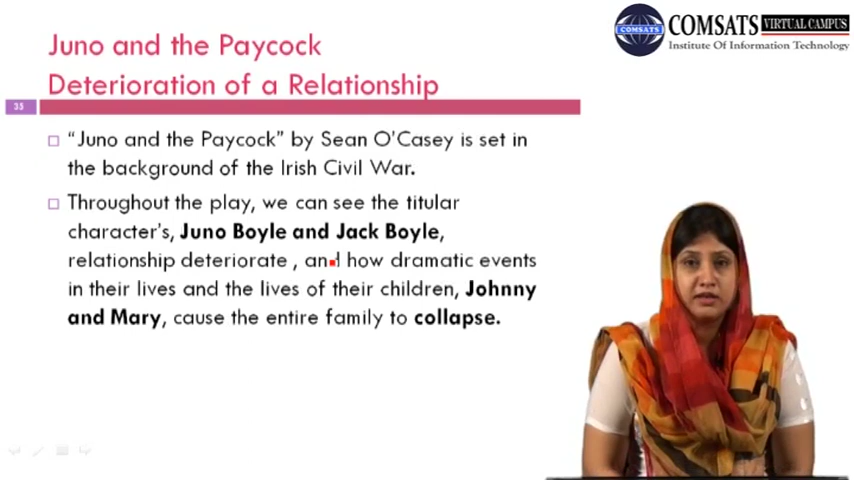 Juno and the Paycock
Deterioration of a Relationship
COMSATS VIRTUAL CAMPUS
COMSATS
Institute Of Information Technology
35
□ “Juno and the Paycock” by Sean O’Casey is set in
the background of the Irish Civil War.
□ Throughout the play, we can see the titular
character’s, Juno Boyle and Jack Boyle,
relationship deteriorate , and how dramatic events
in their lives and the lives of their children, Johnny
and Mary, cause the entire family to collapse.